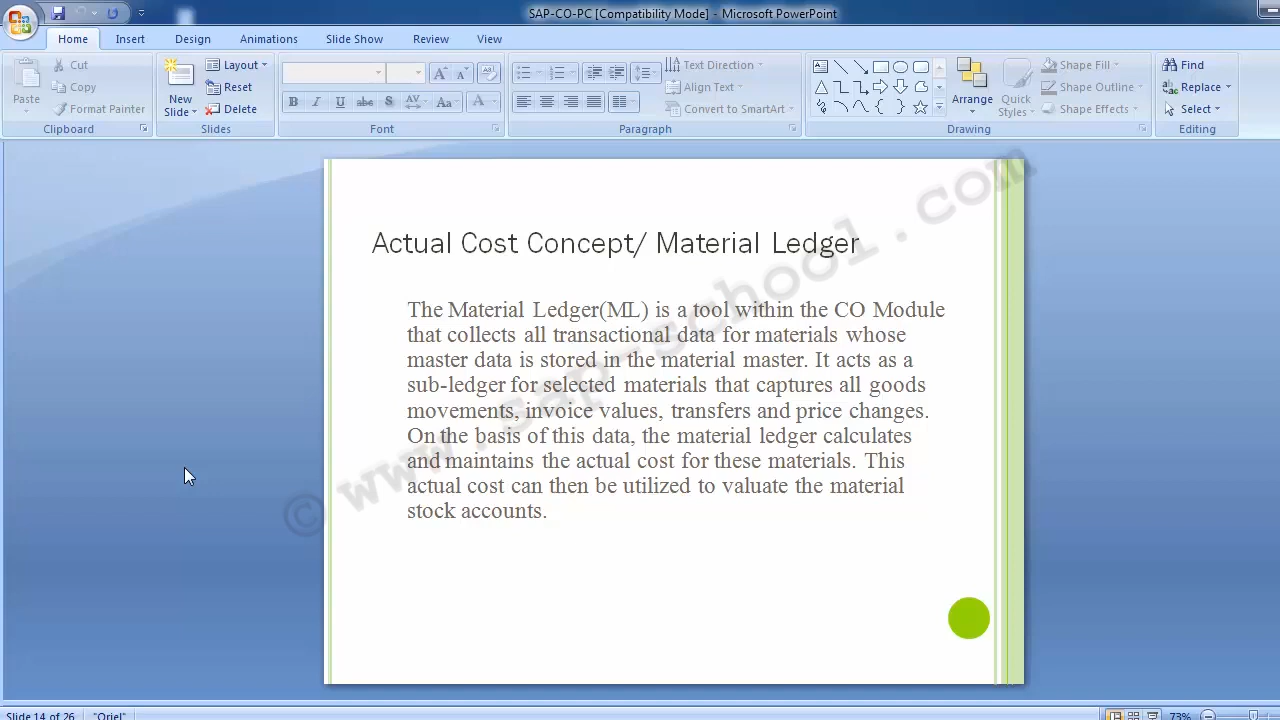 SAP-CO-PC [Compatibility Mode] - Microsoft PowerPoint
Home Insert Design Animations Slide Show Review View
Paste
Cut
Copy
Format Painter
Clipboard
New
Slide
Layout
Reset
Delete
Slides
B I U abc S AV Aa A
Font
Text Direction
Align Text
Convert to SmartArt
Paragraph
Arrange
Quick
Styles
Shape Fill
Shape Outline
Shape Effects
Drawing
Find
Replace
Select
Editing
Actual Cost Concept/ Material Ledger
The Material Ledger(ML) is a tool within the CO Module
that collects all transactional data for materials whose
master data is stored in the material master. It acts as a
sub-ledger for selected materials that captures all goods
movements, invoice values, transfers and price changes.
On the basis of this data, the material ledger calculates
and maintains the actual cost for these materials. This
actual cost can then be utilized to valuate the material
stock accounts.
© www.sap-school.com
Slide 14 of 26 "Oriel" 73%